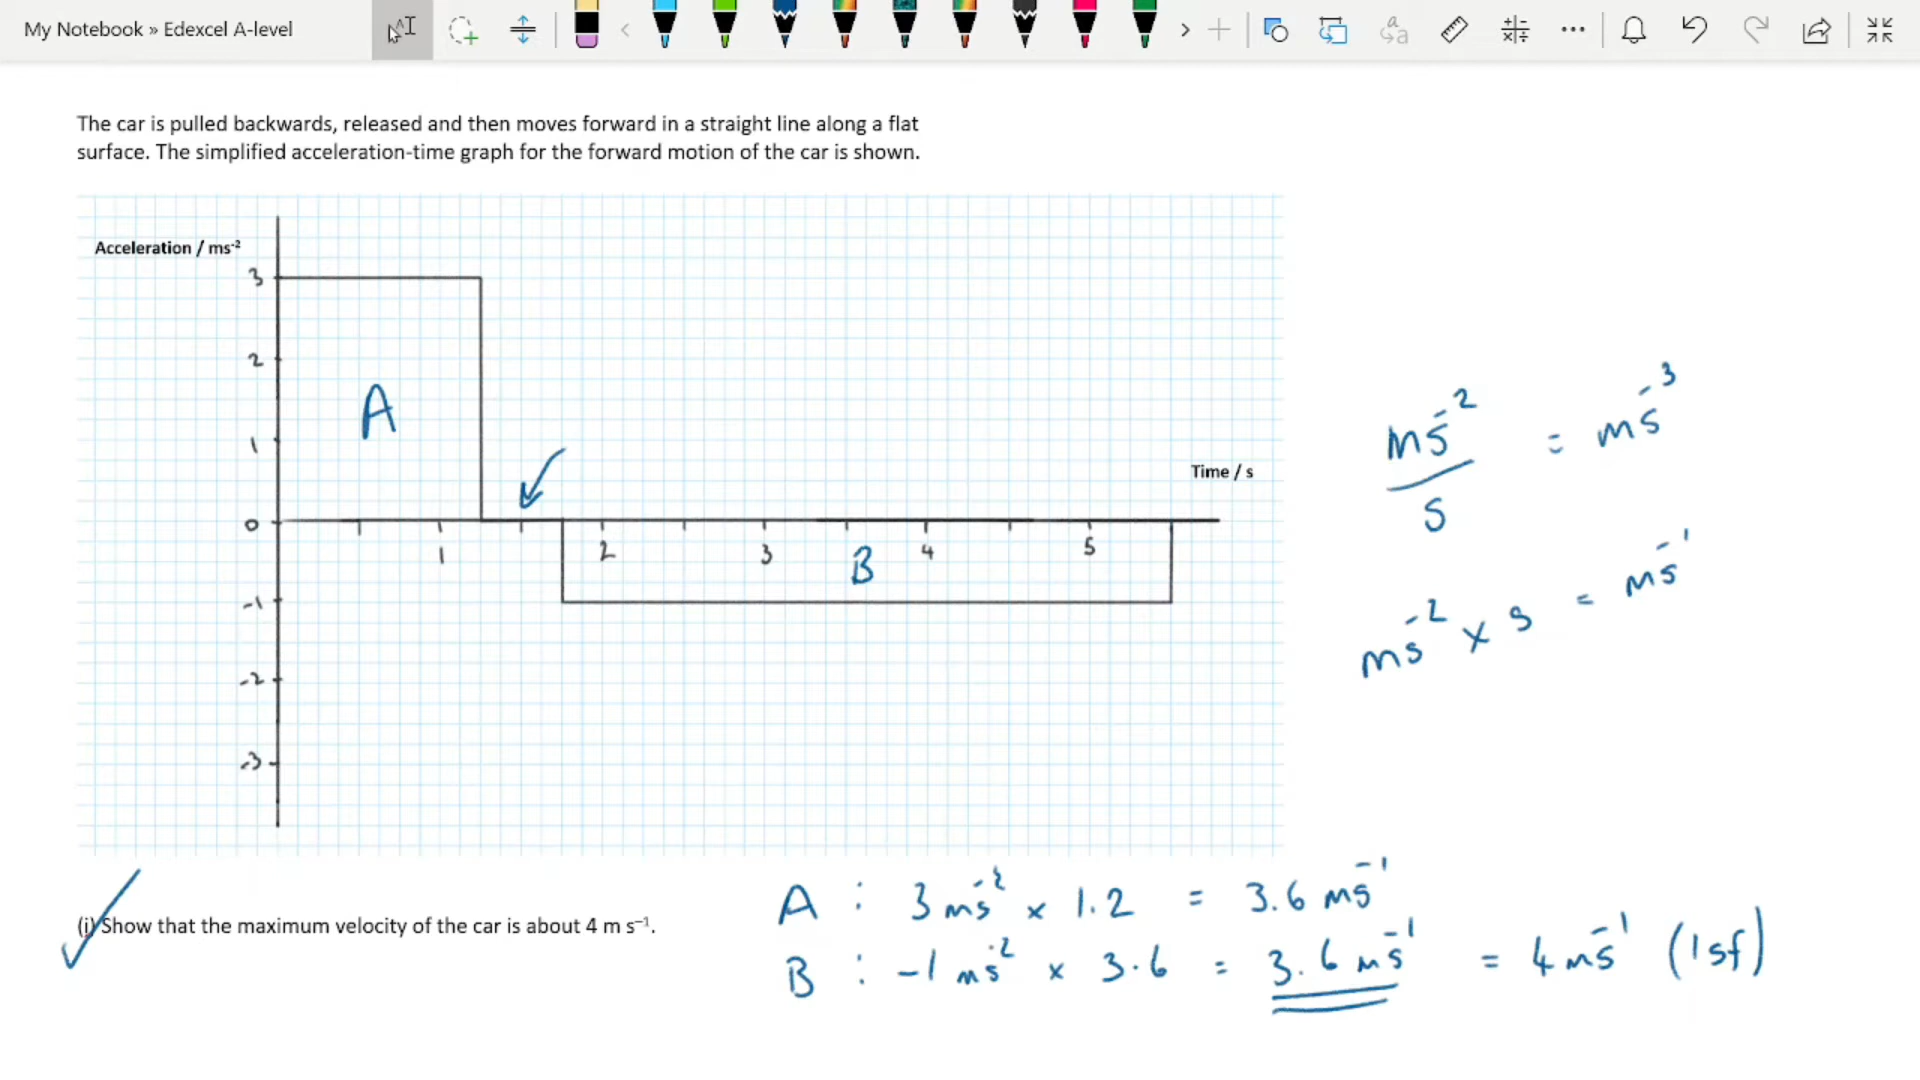 My Notebook » Edexcel A-level
The car is pulled backwards, released and then moves forward in a straight line along a flat
surface. The simplified acceleration-time graph for the forward motion of the car is shown.
Acceleration / ms⁻²
3
2
1
0
-1
-2
-3
1
2
3
4
5
Time / s
A
B
ms⁻²
s
= ms⁻³
ms⁻² × s = ms⁻¹
(i) Show that the maximum velocity of the car is about 4 m s⁻¹.
A : 3 ms⁻² × 1.2 = 3.6 ms⁻¹
B : -1 ms⁻² × 3.6 = 3.6 ms⁻¹ = 4 ms⁻¹ (1sf)